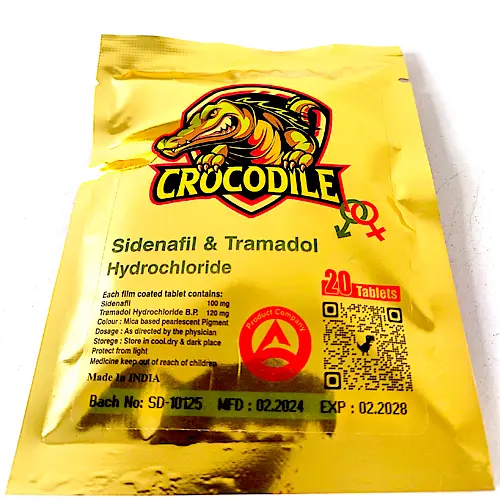 CROCODILE
Sidenafil & Tramadol
Hydrochloride
20 Tablets
Each film coated tablet contains:
Sidenafil 100 mg
Tramadol Hydrochloride B.P. 120 mg
Colour : Mica based pearlescent Pigment
Dosage : As directed by the physician
Storege : Store in cool.dry & dark place
Protect from light
Medicine keep out of reach of children
Made In INDIA
Product Company
Bach No: SD-10125 MFD : 02.2024 EXP : 02.2028